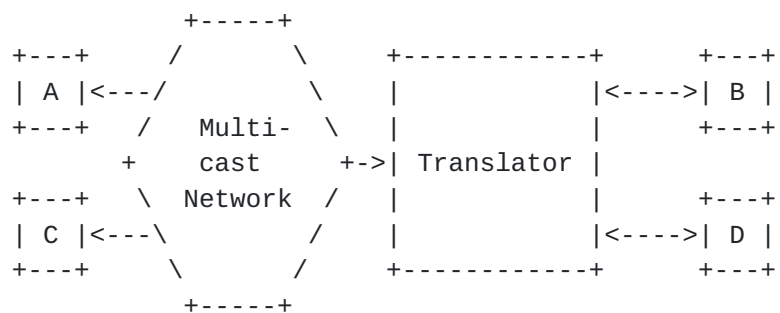 +-----+
   +---+     /       \     +------------+      +---+
   | A |<---/         \    |            |<---->| B |
   +---+   /   Multi-  \   |            |      +---+
          +    cast     +->| Translator |
   +---+   \  Network  /   |            |      +---+
   | C |<---\         /    |            |<---->| D |
   +---+     \       /     +------------+      +---+
              +-----+